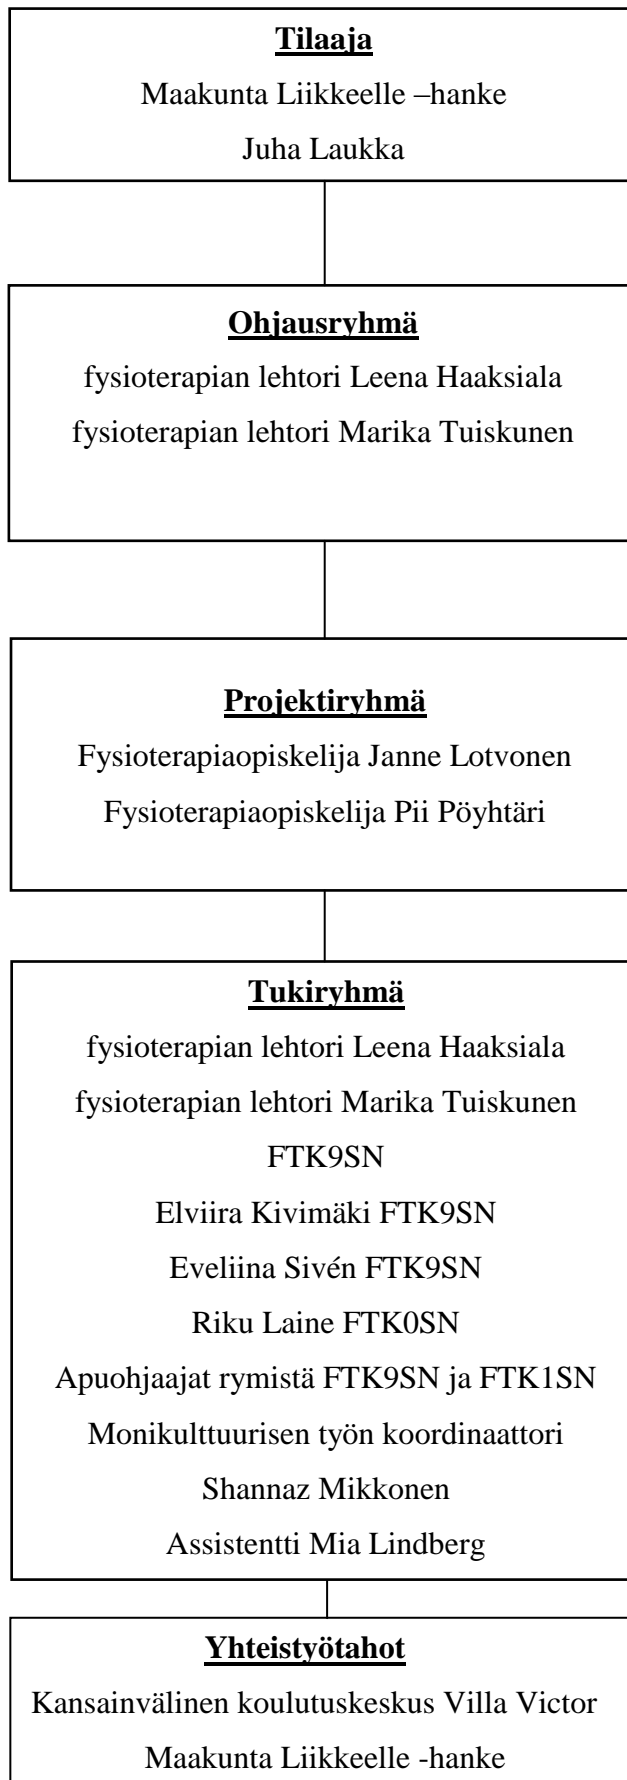 Tilaaja
Maakunta Liikkeelle –hanke
Juha Laukka
Ohjausryhmä
fysioterapian lehtori Leena Haaksiala
fysioterapian lehtori Marika Tuiskunen
Projektiryhmä
Fysioterapiaopiskelija Janne Lotvonen
Fysioterapiaopiskelija Pii Pöyhtäri
Tukiryhmä
fysioterapian lehtori Leena Haaksiala
fysioterapian lehtori Marika Tuiskunen
FTK9SN
Elviira Kivimäki FTK9SN
Eveliina Sivén FTK9SN
Riku Laine FTK0SN
Apuohjaajat rymistä FTK9SN ja FTK1SN
Monikulttuurisen työn koordinaattori
Shannaz Mikkonen
Assistentti Mia Lindberg
Yhteistyötahot
Kansainvälinen koulutuskeskus Villa Victor
Maakunta Liikkeelle -hanke